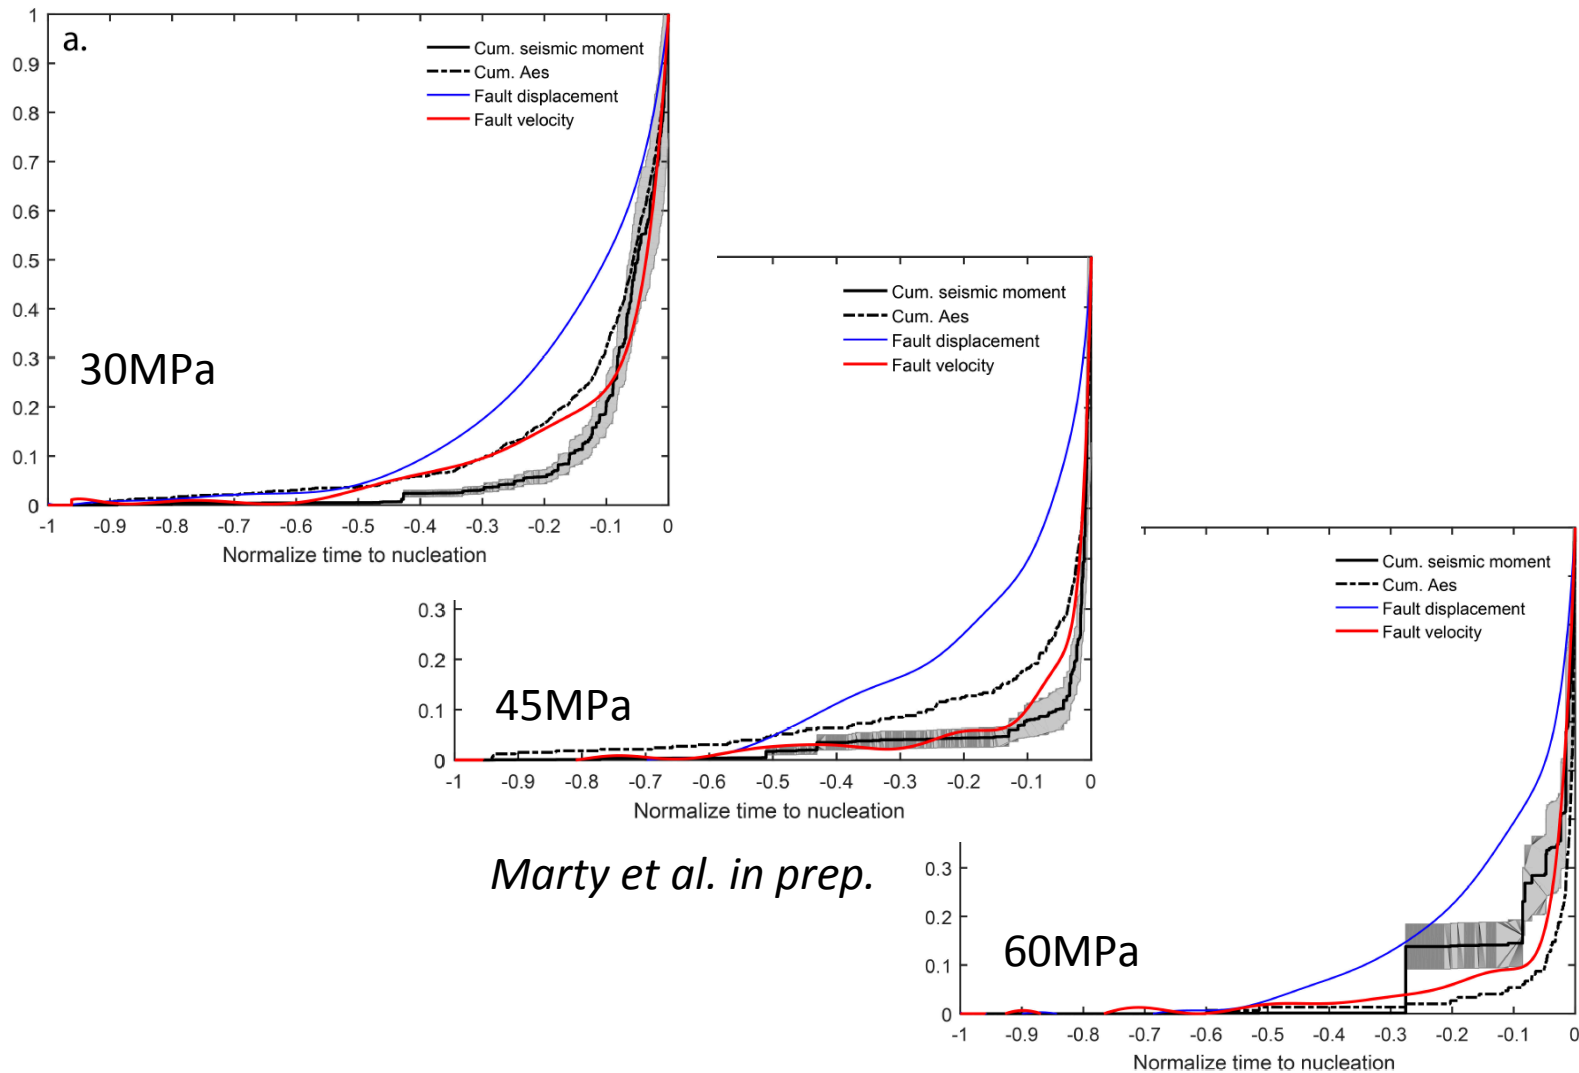 a.
Cum. seismic moment
Cum. Aes
Fault displacement
Fault velocity
1
0.9
0.8
0.7
0.6
0.5
0.4
0.3
0.2
0.1
0
-1 -0.9 -0.8 -0.7 -0.6 -0.5 -0.4 -0.3 -0.2 -0.1 0
Normalize time to nucleation
30MPa
Cum. seismic moment
Cum. Aes
Fault displacement
Fault velocity
0.3
0.2
0.1
0
-1 -0.9 -0.8 -0.7 -0.6 -0.5 -0.4 -0.3 -0.2 -0.1 0
Normalize time to nucleation
45MPa
Marty et al. in prep.
Cum. seismic moment
Cum. Aes
Fault displacement
Fault velocity
0.3
0.2
0.1
0
-1 -0.9 -0.8 -0.7 -0.6 -0.5 -0.4 -0.3 -0.2 -0.1 0
Normalize time to nucleation
60MPa